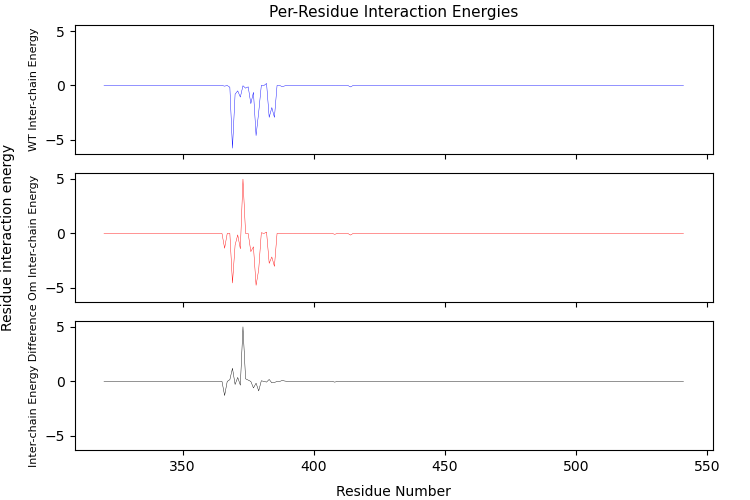 Per-Residue Interaction Energies
Residue interaction energy
WT Inter-chain Energy
5
0
−5
Om Inter-chain Energy
5
0
−5
Inter-chain Energy Difference
5
0
−5
350
400
450
500
550
Residue Number